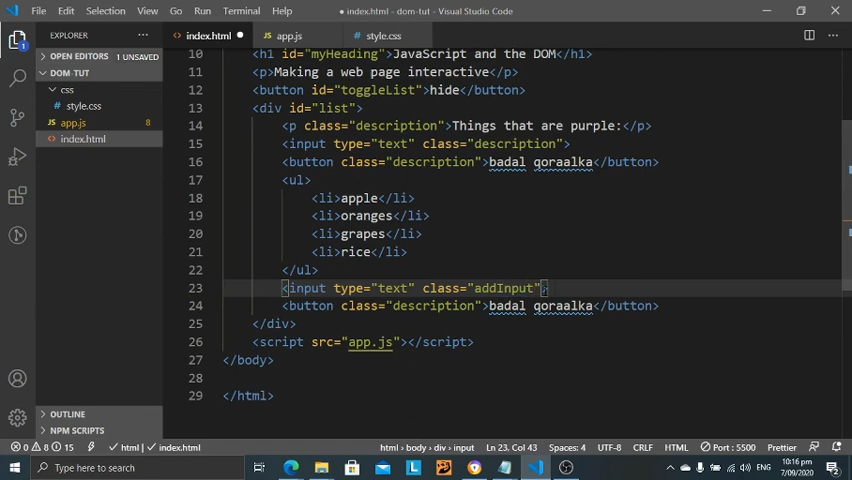 File Edit Selection View Go Run Terminal Help ● index.html - dom-tut - Visual Studio Code
EXPLORER ...
index.html ● app.js style.css
OPEN EDITORS 1 UNSAVED
DOM-TUT
css
style.css
app.js 8
index.html
1
10 <h1 id="myHeading">JavaScript and the DOM</h1>
11 <p>Making a web page interactive</p>
12 <button id="toggleList">hide</button>
13 <div id="list">
14 <p class="description">Things that are purple:</p>
15 <input type="text" class="description">
16 <button class="description">badal qoraalka</button>
17 <ul>
18 <li>apple</li>
19 <li>oranges</li>
20 <li>grapes</li>
21 <li>rice</li>
22 </ul>
23 <input type="text" class="addInput">
24 <button class="description">badal qoraalka</button>
25 </div>
26 <script src="app.js"></script>
27 </body>
28
29 </html>
OUTLINE
NPM SCRIPTS
0 8 15 html index.html html › body › div › input Ln 23, Col 43 Spaces: 4 UTF-8 CRLF HTML Port : 5500 Prettier
Type here to search ENG 10:16 pm
7/09/2020 2